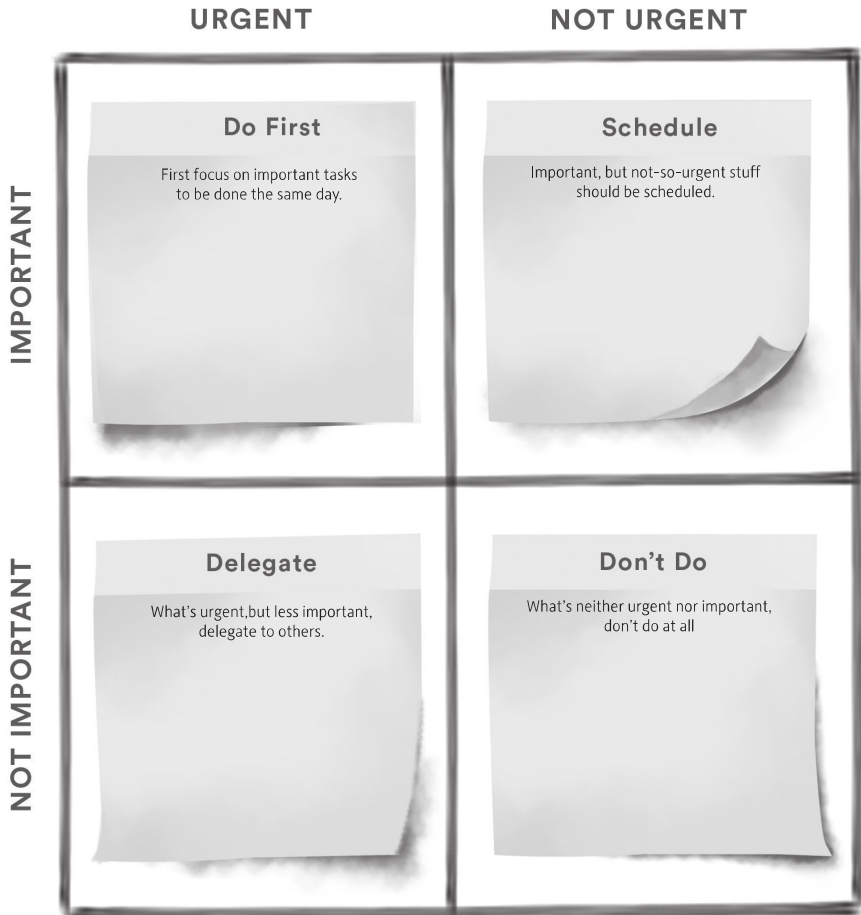 URGENT
NOT URGENT
IMPORTANT
Do First
First focus on important tasks
to be done the same day.
Schedule
Important, but not-so-urgent stuff
should be scheduled.
NOT IMPORTANT
Delegate
What's urgent,but less important,
delegate to others.
Don't Do
What's neither urgent nor important,
don't do at all